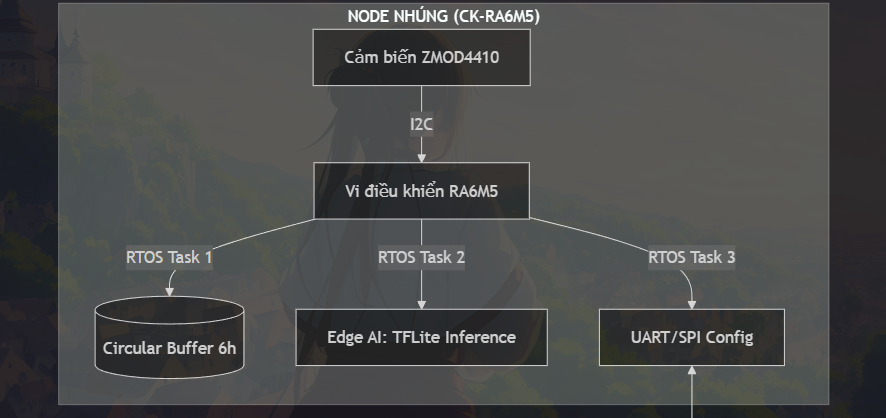 NODE NHÚNG (CK-RA6M5)
Cảm biến ZMOD4410
I2C
Vi điều khiển RA6M5
RTOS Task 1
RTOS Task 2
RTOS Task 3
Circular Buffer 6h
Edge AI: TFLite Inference
UART/SPI Config